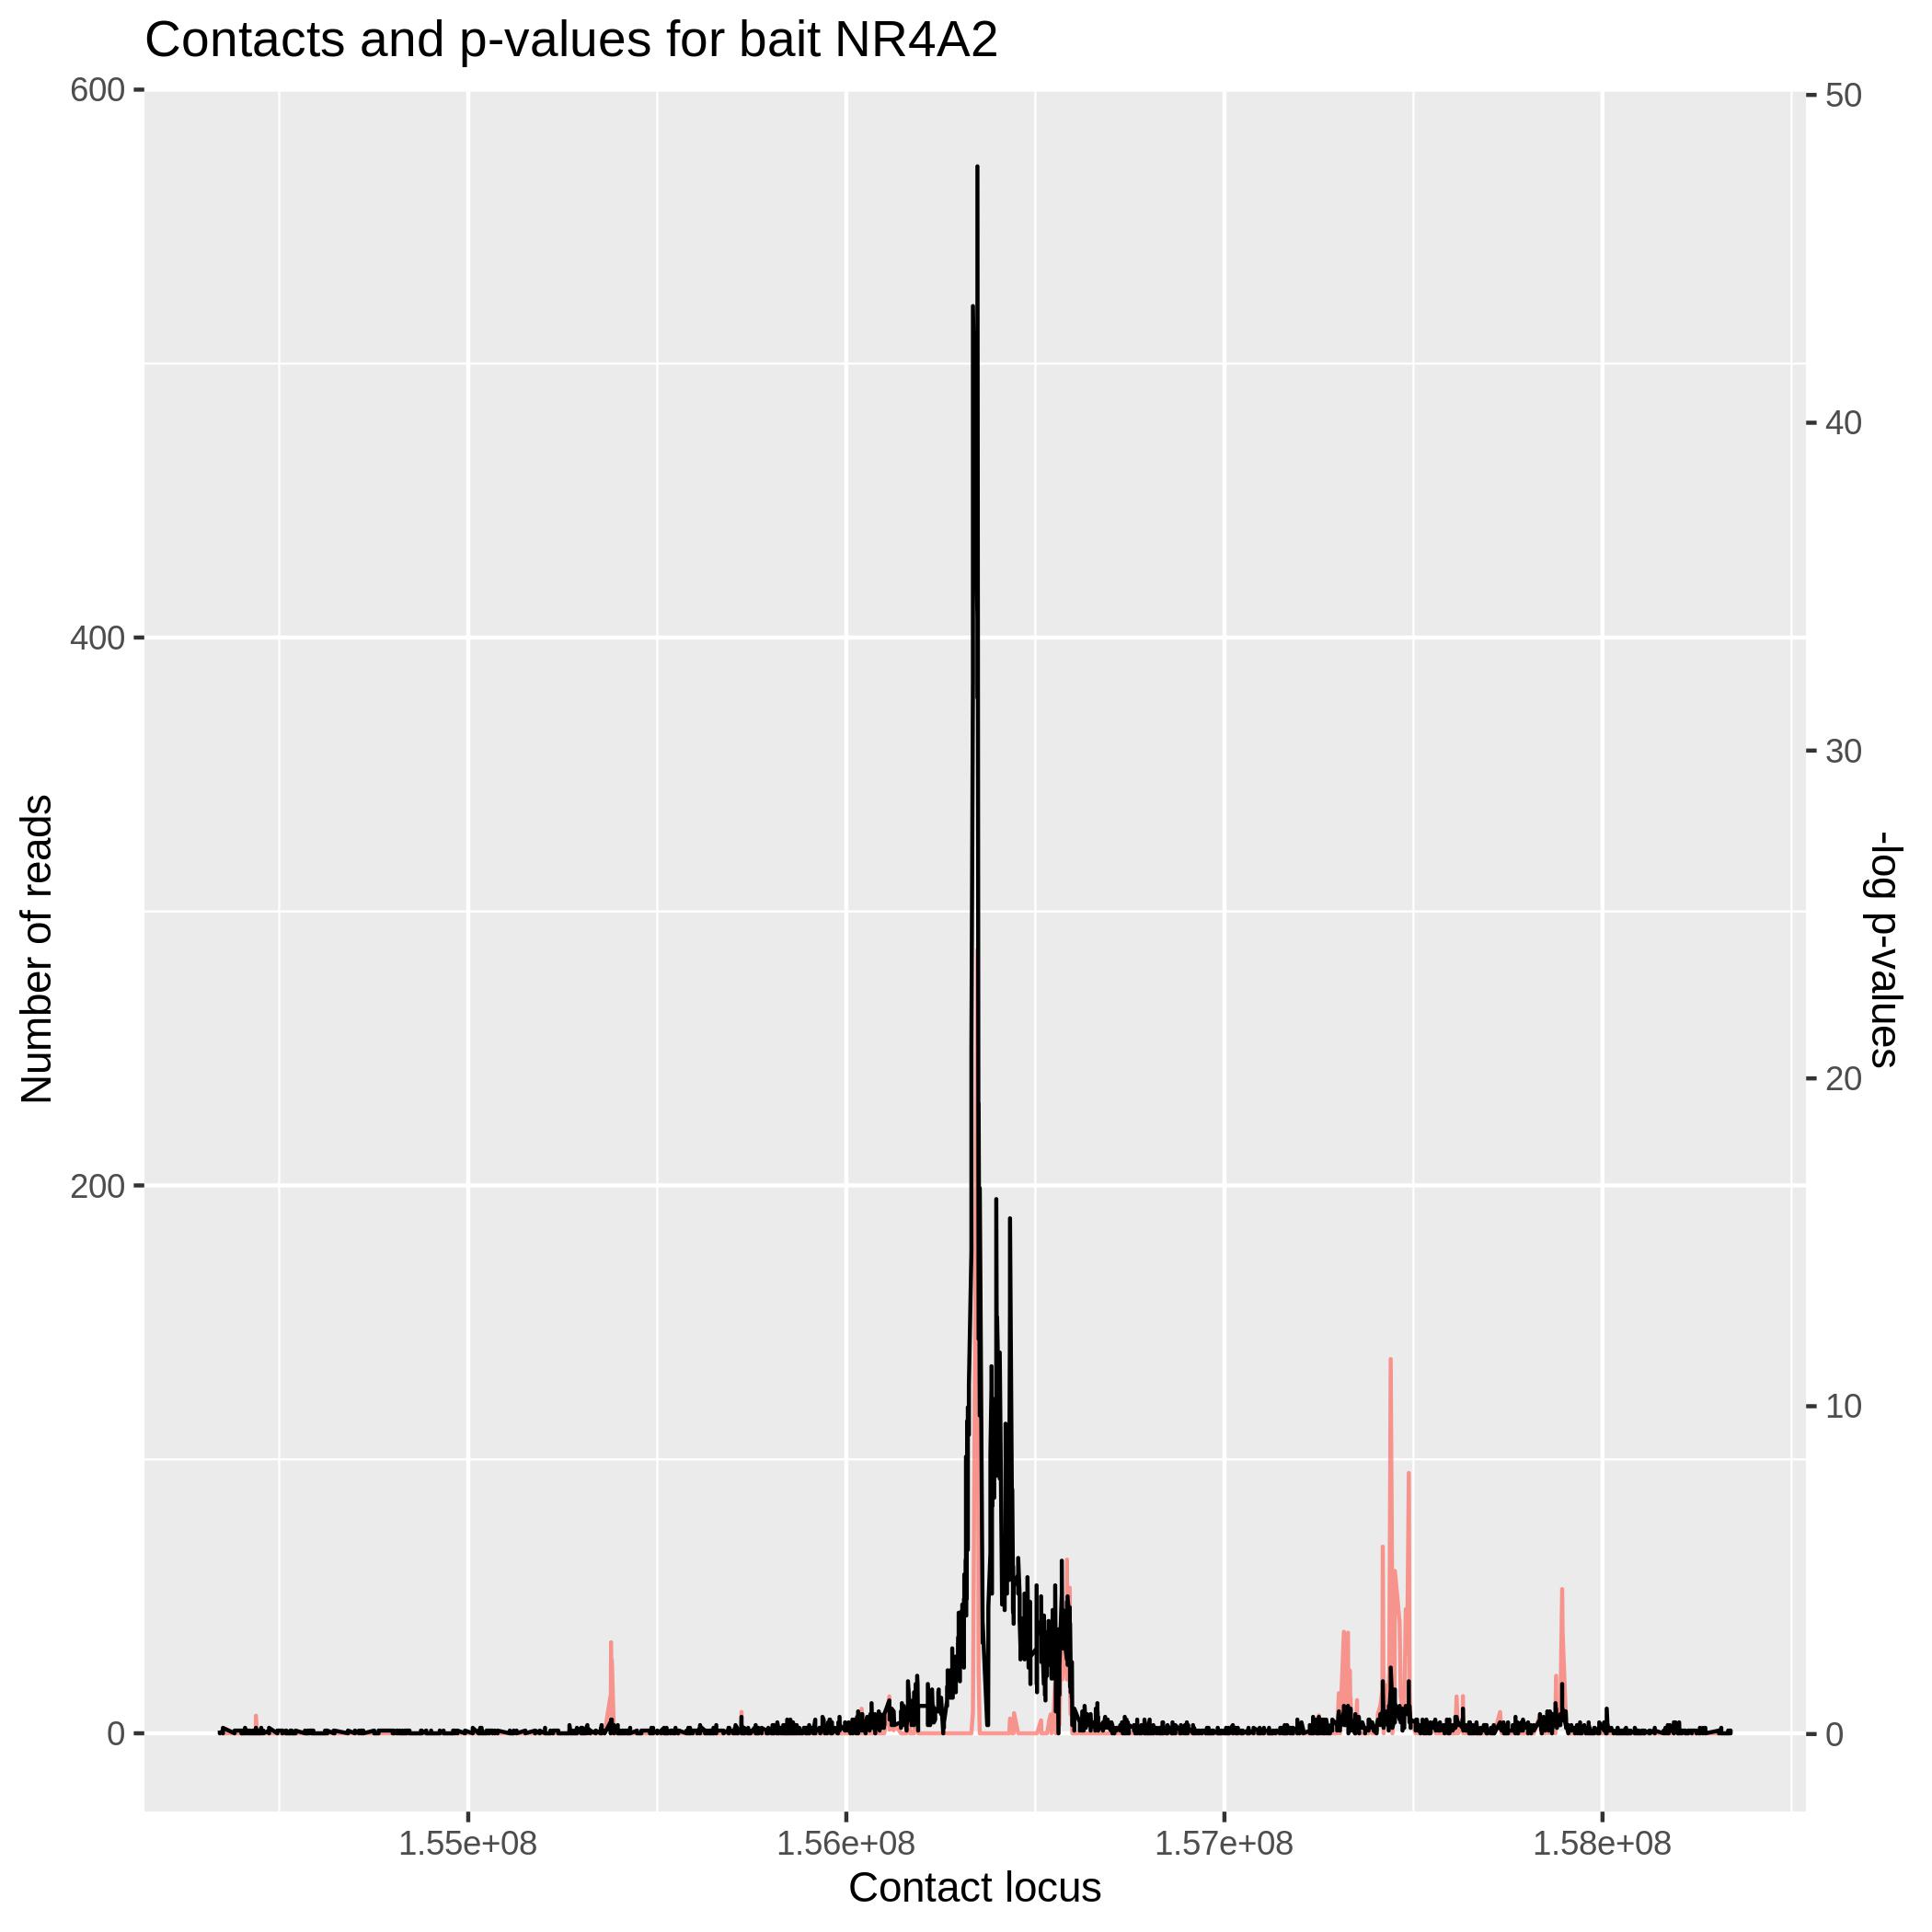 Contacts and p-values for bait NR4A2
600
400
200
0
Number of reads
50
40
30
20
10
0
-log p-values
1.55e+08 1.56e+08 1.57e+08 1.58e+08
Contact locus